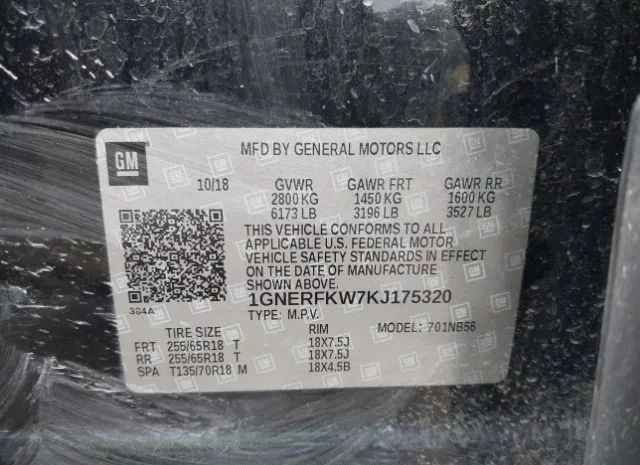 GM
MFD BY GENERAL MOTORS LLC
10/18 GVWR GAWR FRT GAWR RR
2800 KG 1450 KG 1600 KG
6173 LB 3196 LB 3527 LB
THIS VEHICLE CONFORMS TO ALL
APPLICABLE U.S. FEDERAL MOTOR
VEHICLE SAFETY STANDARDS IN EFFECT
ON THE DATE OF MANUFACTURE
SHOWN ABOVE.
384A
1GNERFKW7KJ175320
TYPE: M.P.V. MODEL: 701NB56
TIRE SIZE RIM
FRT 255/65R18 T 18X7.5J
RR 255/65R18 T 18X7.5J
SPA T135/70R18 M 18X4.5B